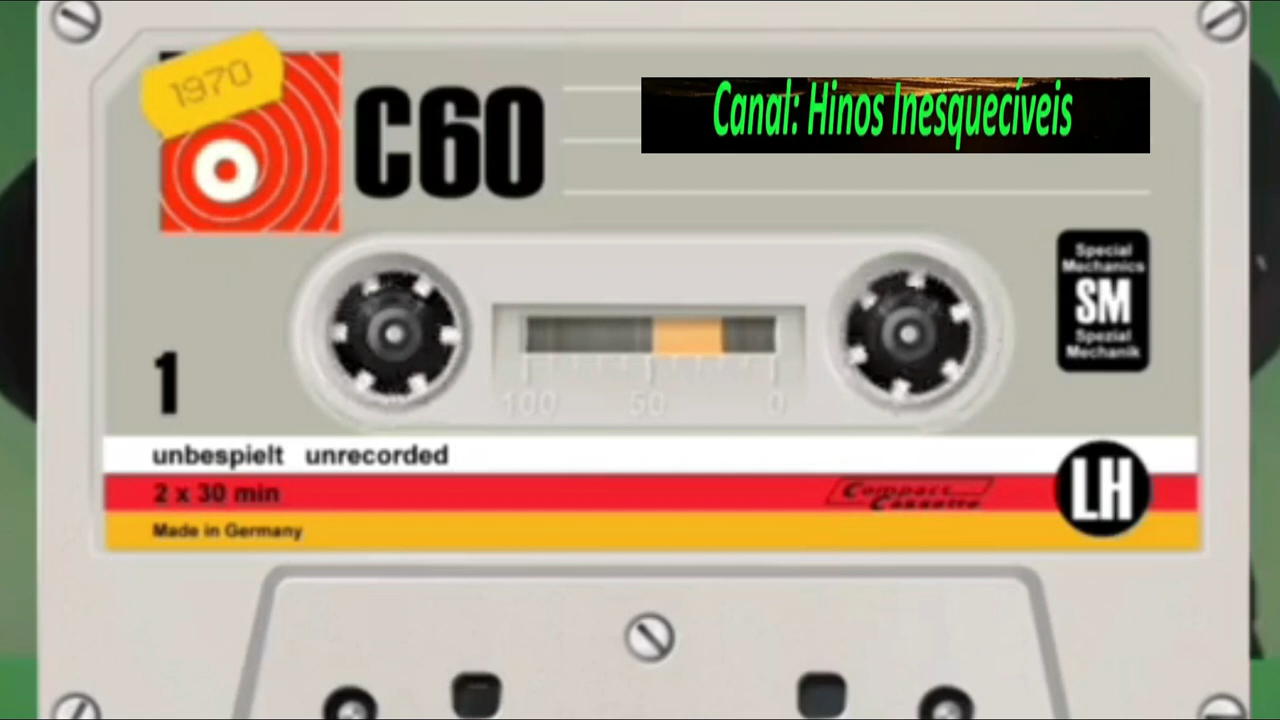 1970
C60
Canal: Hinos Inesquecíveis
Special
Mechanics
SM
Spezial
Mechanik
1
100 50 0
unbespielt unrecorded
2 x 30 min
Compact
Cassette
LH
Made in Germany